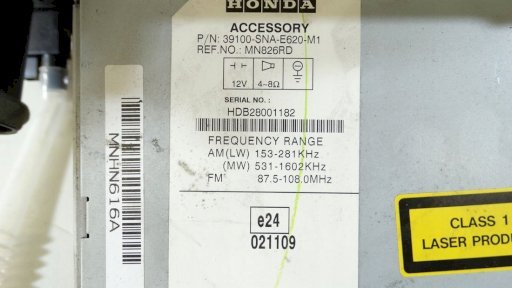 HONDA
ACCESSORY
P/N: 39100-SNA-E620-M1
REF.NO.: MN826RD
12V 4~8Ω
SERIAL NO.:
HDB28001182
FREQUENCY RANGE
AM(LW) 153-281KHz
(MW) 531-1602KHz
FM 87.5-108.0MHz
e24
021109
MNHN616A
CLASS 1
LASER PROD